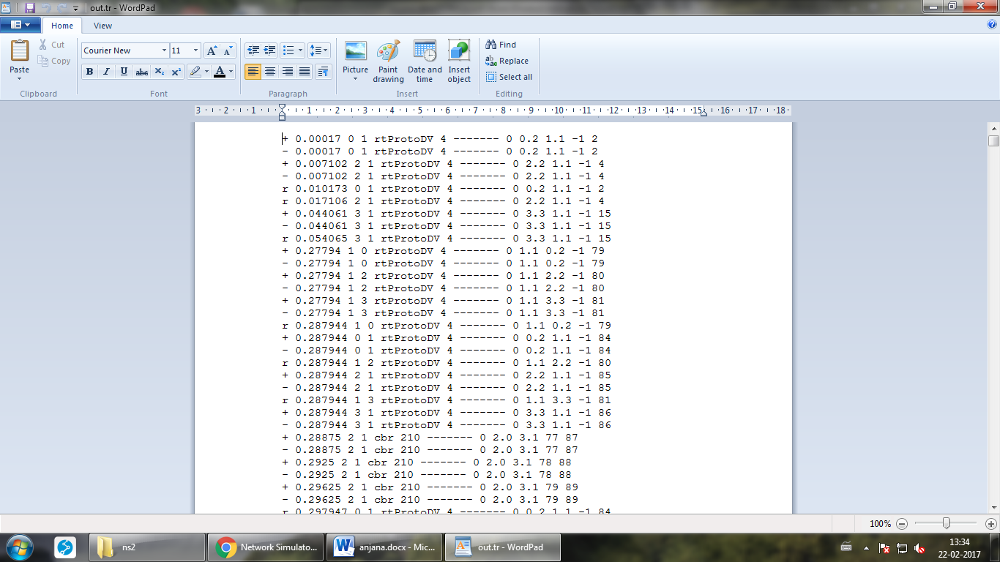 out.tr - WordPad
Home View
Paste
Cut
Copy
Clipboard
Courier New 11
B I U abc X₂ X² A
Font
Paragraph
Picture
Paint drawing
Date and time
Insert object
Insert
Find
Replace
Select all
Editing
3 2 1 1 2 3 4 5 6 7 8 9 10 11 12 13 14 15 16 17 18
+ 0.00017 0 1 rtProtoDV 4 ------- 0 0.2 1.1 -1 2
- 0.00017 0 1 rtProtoDV 4 ------- 0 0.2 1.1 -1 2
+ 0.007102 2 1 rtProtoDV 4 ------- 0 2.2 1.1 -1 4
- 0.007102 2 1 rtProtoDV 4 ------- 0 2.2 1.1 -1 4
r 0.010173 0 1 rtProtoDV 4 ------- 0 0.2 1.1 -1 2
r 0.017106 2 1 rtProtoDV 4 ------- 0 2.2 1.1 -1 4
+ 0.044061 3 1 rtProtoDV 4 ------- 0 3.3 1.1 -1 15
- 0.044061 3 1 rtProtoDV 4 ------- 0 3.3 1.1 -1 15
r 0.054065 3 1 rtProtoDV 4 ------- 0 3.3 1.1 -1 15
+ 0.27794 1 0 rtProtoDV 4 ------- 0 1.1 0.2 -1 79
- 0.27794 1 0 rtProtoDV 4 ------- 0 1.1 0.2 -1 79
+ 0.27794 1 2 rtProtoDV 4 ------- 0 1.1 2.2 -1 80
- 0.27794 1 2 rtProtoDV 4 ------- 0 1.1 2.2 -1 80
+ 0.27794 1 3 rtProtoDV 4 ------- 0 1.1 3.3 -1 81
- 0.27794 1 3 rtProtoDV 4 ------- 0 1.1 3.3 -1 81
r 0.287944 1 0 rtProtoDV 4 ------- 0 1.1 0.2 -1 79
+ 0.287944 0 1 rtProtoDV 4 ------- 0 0.2 1.1 -1 84
- 0.287944 0 1 rtProtoDV 4 ------- 0 0.2 1.1 -1 84
r 0.287944 1 2 rtProtoDV 4 ------- 0 1.1 2.2 -1 80
+ 0.287944 2 1 rtProtoDV 4 ------- 0 2.2 1.1 -1 85
- 0.287944 2 1 rtProtoDV 4 ------- 0 2.2 1.1 -1 85
r 0.287944 1 3 rtProtoDV 4 ------- 0 1.1 3.3 -1 81
+ 0.287944 3 1 rtProtoDV 4 ------- 0 3.3 1.1 -1 86
- 0.287944 3 1 rtProtoDV 4 ------- 0 3.3 1.1 -1 86
+ 0.28875 2 1 cbr 210 ------- 0 2.0 3.1 77 87
- 0.28875 2 1 cbr 210 ------- 0 2.0 3.1 77 87
+ 0.2925 2 1 cbr 210 ------- 0 2.0 3.1 78 88
- 0.2925 2 1 cbr 210 ------- 0 2.0 3.1 78 88
+ 0.29625 2 1 cbr 210 ------- 0 2.0 3.1 79 89
- 0.29625 2 1 cbr 210 ------- 0 2.0 3.1 79 89
r 0.297947 0 1 rtProtoDV 4 ------- 0 0.2 1.1 -1 84
100%
ns2
Network Simulato...
anjana.docx - Mic...
out.tr - WordPad
13:34
22-02-2017